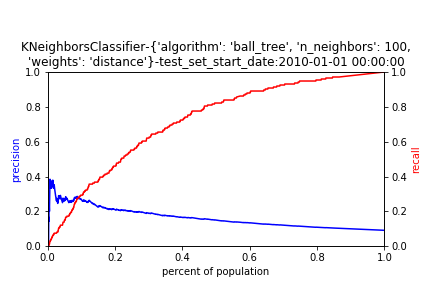 KNeighborsClassifier-{'algorithm': 'ball_tree', 'n_neighbors': 100,
'weights': 'distance'}-test_set_start_date:2010-01-01 00:00:00
1.0 1.0
0.8 0.8
0.6 0.6
precision recall
0.4 0.4
0.2 0.2
0.0 0.0
0.0 0.2 0.4 0.6 0.8 1.0
percent of population